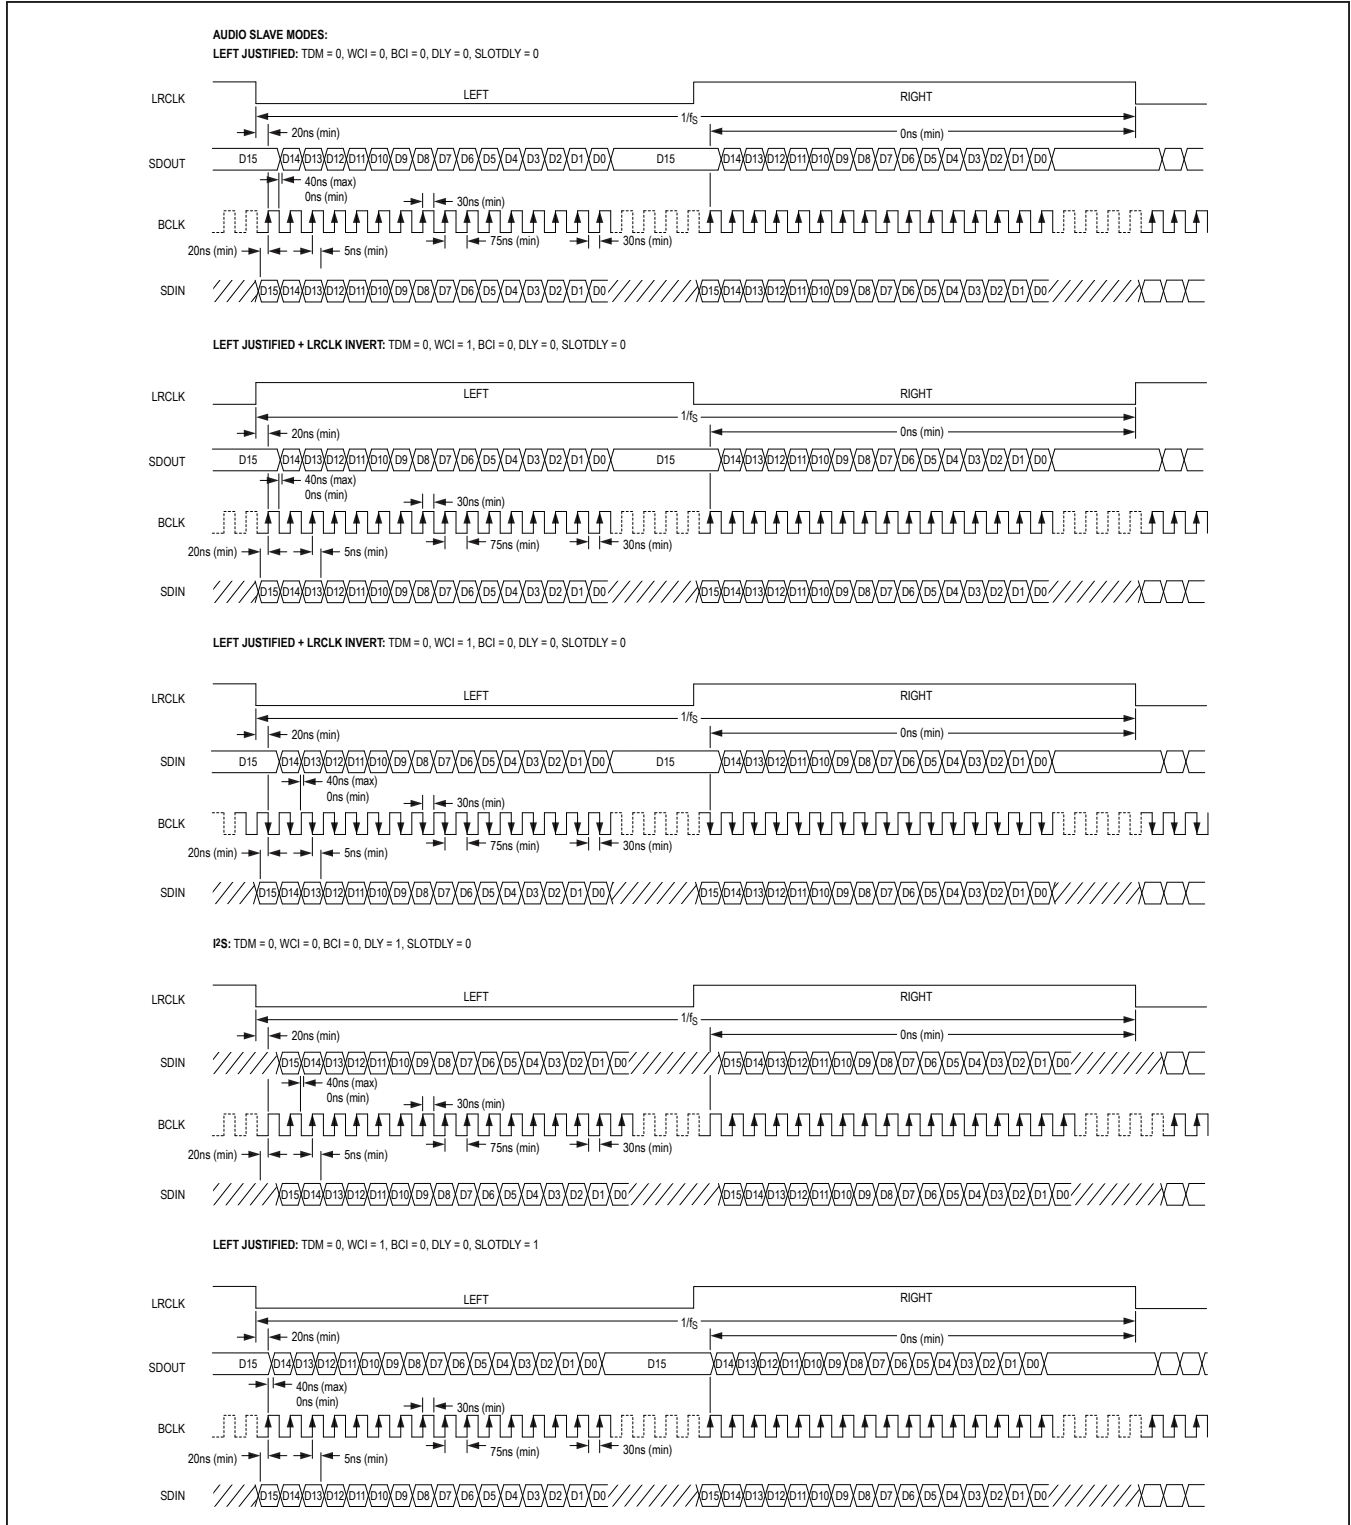 AUDIO SLAVE MODES:
LEFT JUSTIFIED: TDM = 0, WCI = 0, BCI = 0, DLY = 0, SLOTDLY = 0
LRCLK LEFT RIGHT
1/fS
20ns (min) 0ns (min)
SDOUT D15 D14 D13 D12 D11 D10 D9 D8 D7 D6 D5 D4 D3 D2 D1 D0 D15 D14 D13 D12 D11 D10 D9 D8 D7 D6 D5 D4 D3 D2 D1 D0
40ns (max)
0ns (min) 30ns (min)
BCLK
20ns (min) 5ns (min) 75ns (min) 30ns (min)
SDIN D15 D14 D13 D12 D11 D10 D9 D8 D7 D6 D5 D4 D3 D2 D1 D0 D15 D14 D13 D12 D11 D10 D9 D8 D7 D6 D5 D4 D3 D2 D1 D0
LEFT JUSTIFIED + LRCLK INVERT: TDM = 0, WCI = 1, BCI = 0, DLY = 0, SLOTDLY = 0
LRCLK LEFT RIGHT
1/fS
20ns (min) 0ns (min)
SDOUT D15 D14 D13 D12 D11 D10 D9 D8 D7 D6 D5 D4 D3 D2 D1 D0 D15 D14 D13 D12 D11 D10 D9 D8 D7 D6 D5 D4 D3 D2 D1 D0
40ns (max)
0ns (min) 30ns (min)
BCLK
20ns (min) 5ns (min) 75ns (min) 30ns (min)
SDIN D15 D14 D13 D12 D11 D10 D9 D8 D7 D6 D5 D4 D3 D2 D1 D0 D15 D14 D13 D12 D11 D10 D9 D8 D7 D6 D5 D4 D3 D2 D1 D0
LEFT JUSTIFIED + LRCLK INVERT: TDM = 0, WCI = 1, BCI = 0, DLY = 0, SLOTDLY = 0
LRCLK LEFT RIGHT
1/fS
20ns (min) 0ns (min)
SDIN D15 D14 D13 D12 D11 D10 D9 D8 D7 D6 D5 D4 D3 D2 D1 D0 D15 D14 D13 D12 D11 D10 D9 D8 D7 D6 D5 D4 D3 D2 D1 D0
40ns (max)
0ns (min) 30ns (min)
BCLK
20ns (min) 5ns (min) 75ns (min) 30ns (min)
SDIN D15 D14 D13 D12 D11 D10 D9 D8 D7 D6 D5 D4 D3 D2 D1 D0 D15 D14 D13 D12 D11 D10 D9 D8 D7 D6 D5 D4 D3 D2 D1 D0
I2S: TDM = 0, WCI = 0, BCI = 0, DLY = 1, SLOTDLY = 0
LRCLK LEFT RIGHT
1/fS
20ns (min) 0ns (min)
SDIN D15 D14 D13 D12 D11 D10 D9 D8 D7 D6 D5 D4 D3 D2 D1 D0 D15 D14 D13 D12 D11 D10 D9 D8 D7 D6 D5 D4 D3 D2 D1 D0
40ns (max)
0ns (min) 30ns (min)
BCLK
20ns (min) 5ns (min) 75ns (min) 30ns (min)
SDIN D15 D14 D13 D12 D11 D10 D9 D8 D7 D6 D5 D4 D3 D2 D1 D0 D15 D14 D13 D12 D11 D10 D9 D8 D7 D6 D5 D4 D3 D2 D1 D0
LEFT JUSTIFIED: TDM = 0, WCI = 1, BCI = 0, DLY = 0, SLOTDLY = 1
LRCLK LEFT RIGHT
1/fS
20ns (min) 0ns (min)
SDOUT D15 D14 D13 D12 D11 D10 D9 D8 D7 D6 D5 D4 D3 D2 D1 D0 D15 D14 D13 D12 D11 D10 D9 D8 D7 D6 D5 D4 D3 D2 D1 D0
40ns (max)
0ns (min) 30ns (min)
BCLK
20ns (min) 5ns (min) 75ns (min) 30ns (min)
SDIN D15 D14 D13 D12 D11 D10 D9 D8 D7 D6 D5 D4 D3 D2 D1 D0 D15 D14 D13 D12 D11 D10 D9 D8 D7 D6 D5 D4 D3 D2 D1 D0